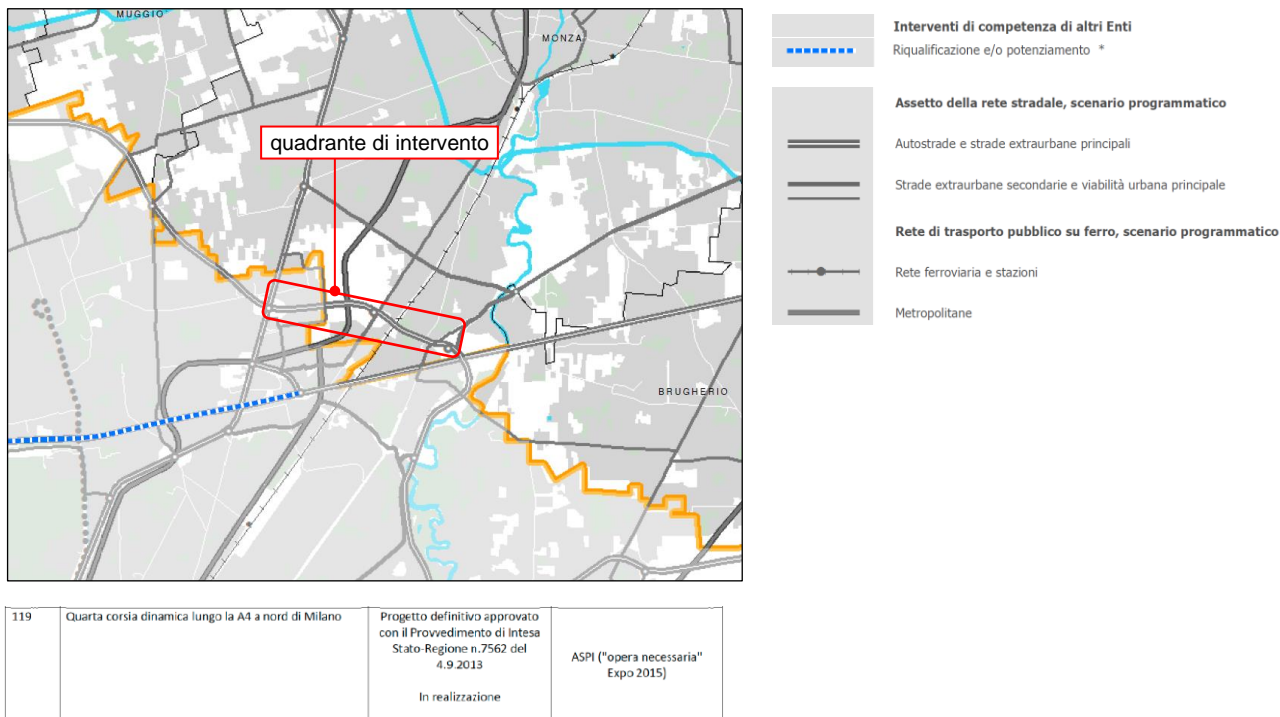 MUGGIO
MONZA
quadrante di intervento
BRUGHERIO
Interventi di competenza di altri Enti
Riqualificazione e/o potenziamento *
Assetto della rete stradale, scenario programmatico
Autostrade e strade extraurbane principali
Strade extraurbane secondarie e viabilità urbana principale
Rete di trasporto pubblico su ferro, scenario programmatico
Rete ferroviaria e stazioni
Metropolitane
119
Quarta corsia dinamica lungo la A4 a nord di Milano
Progetto definitivo approvato
con il Provvedimento di Intesa
Stato-Regione n.7562 del
4.9.2013
In realizzazione
ASPI ("opera necessaria"
Expo 2015)